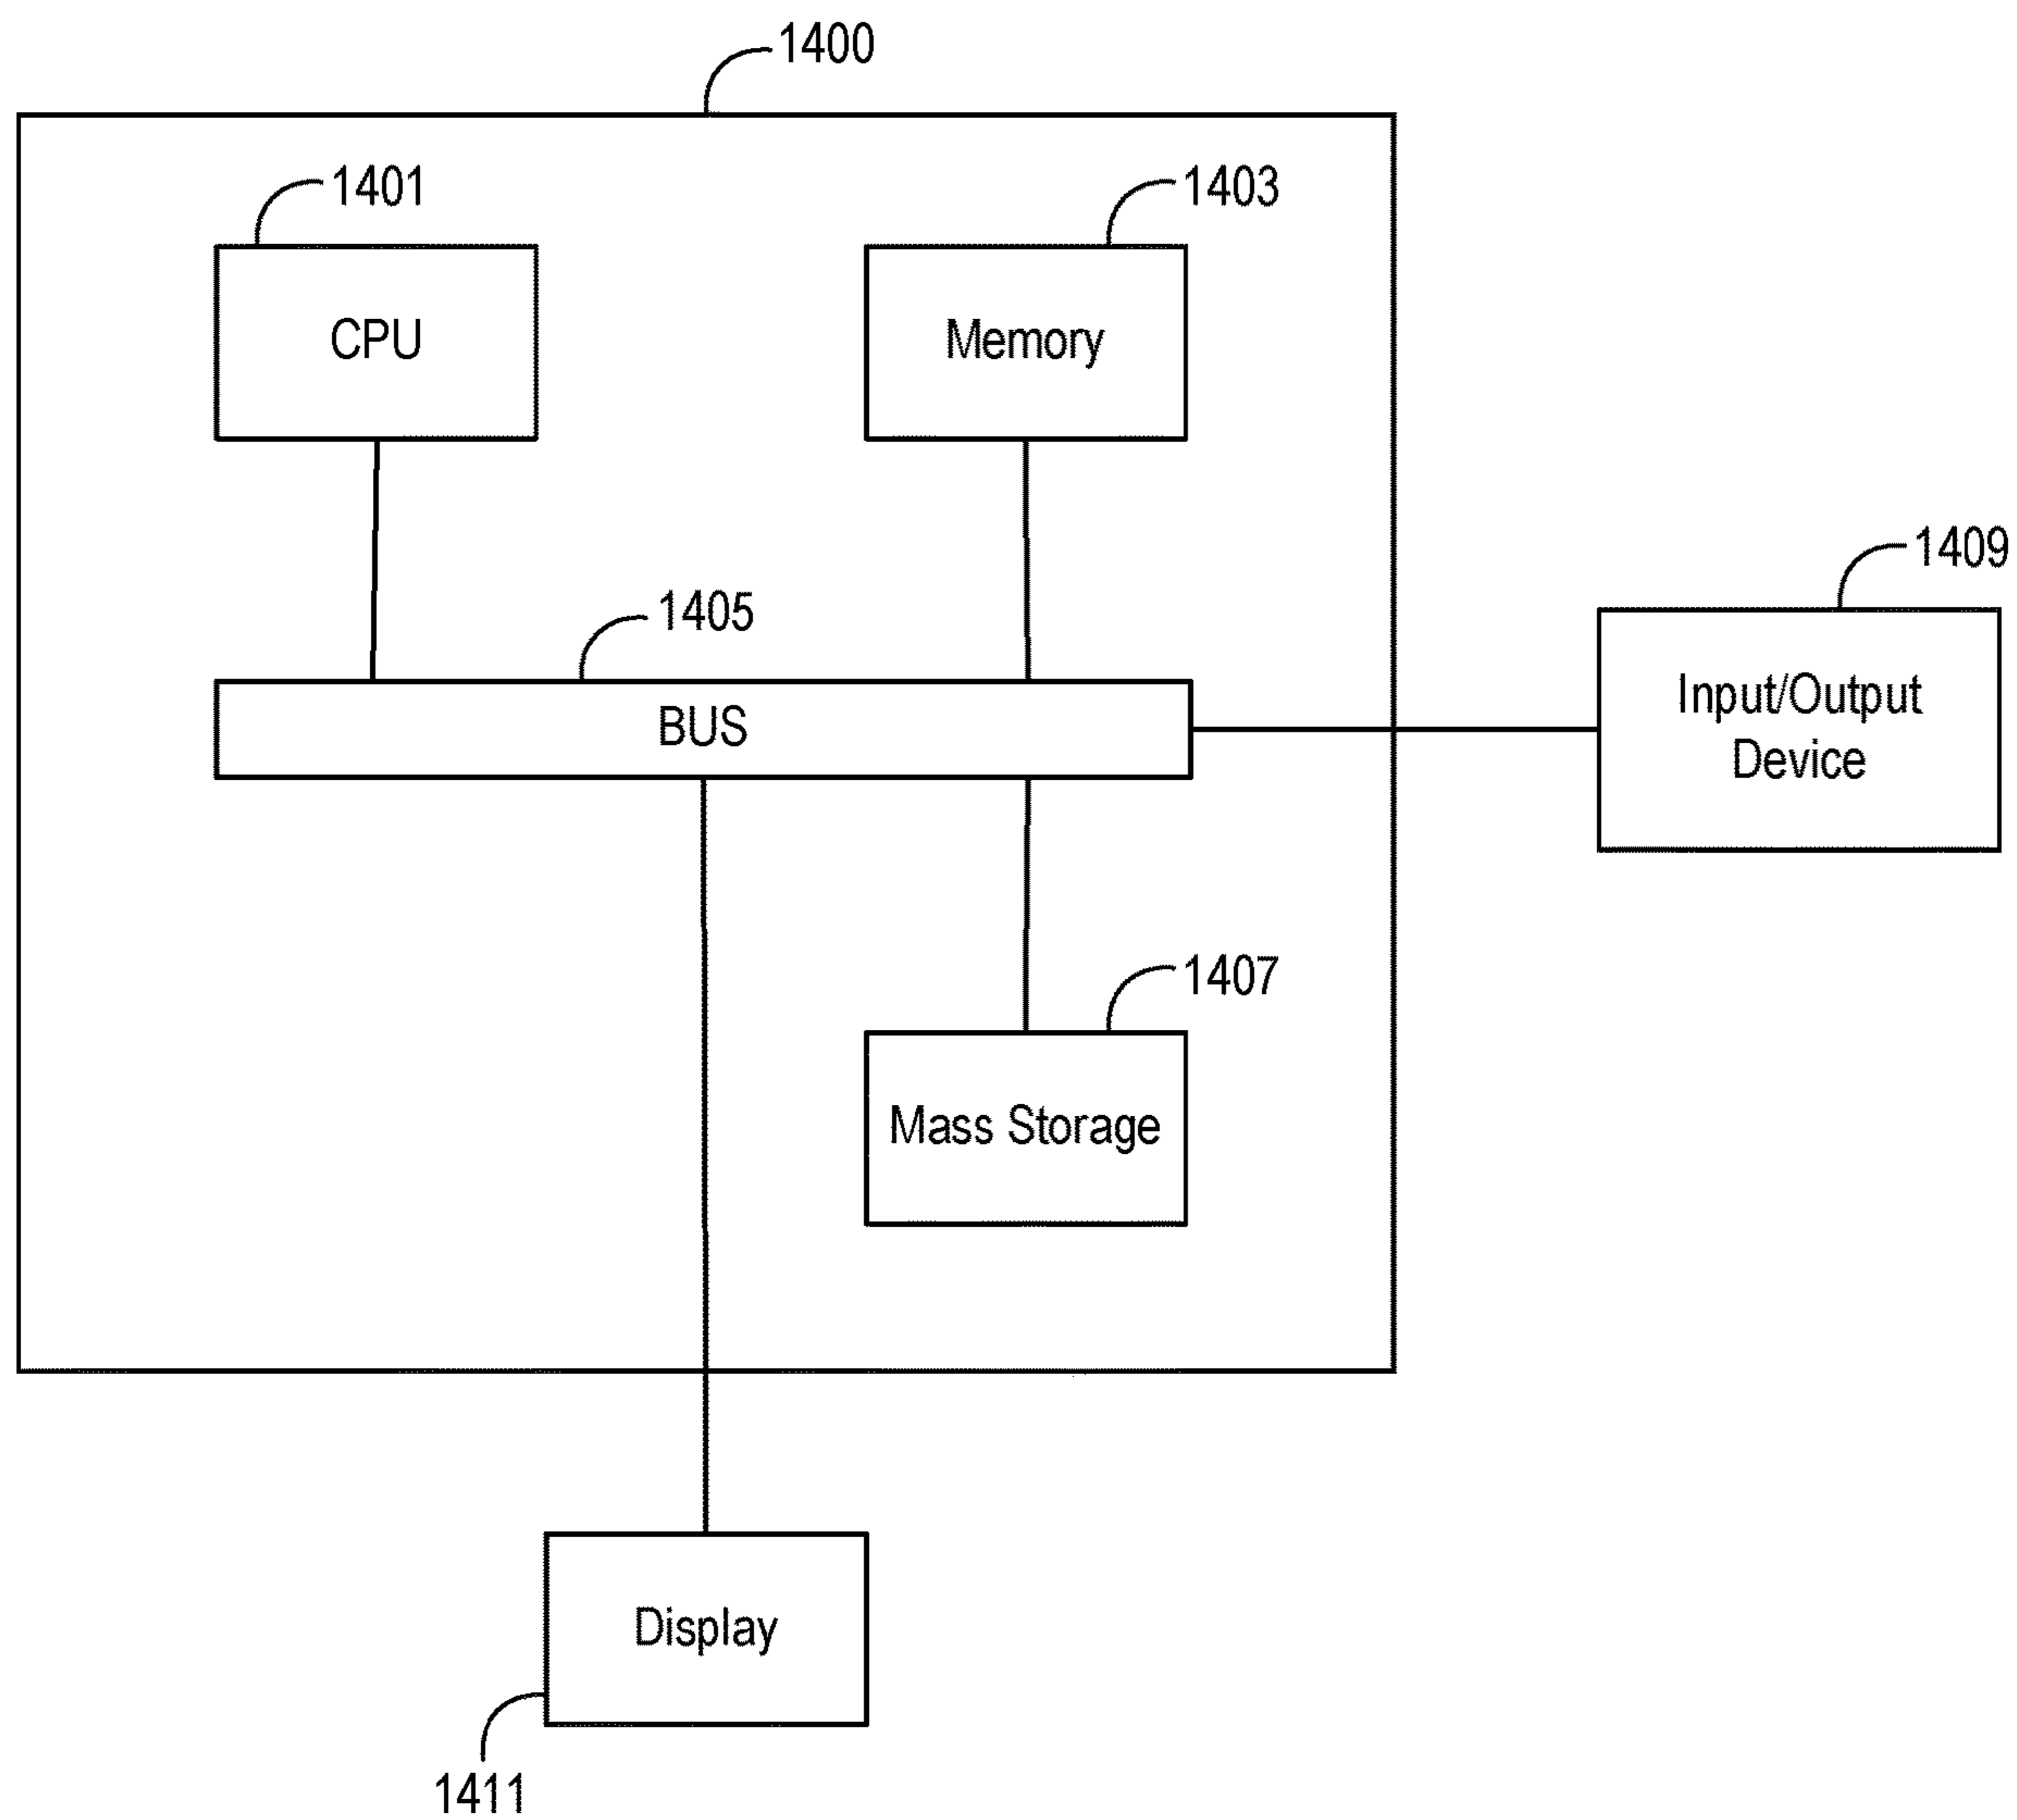 1400
1401
1403
CPU
Memory
1409
1405
Input/Output
Device
BUS
1407
Mass Storage
Display
1411